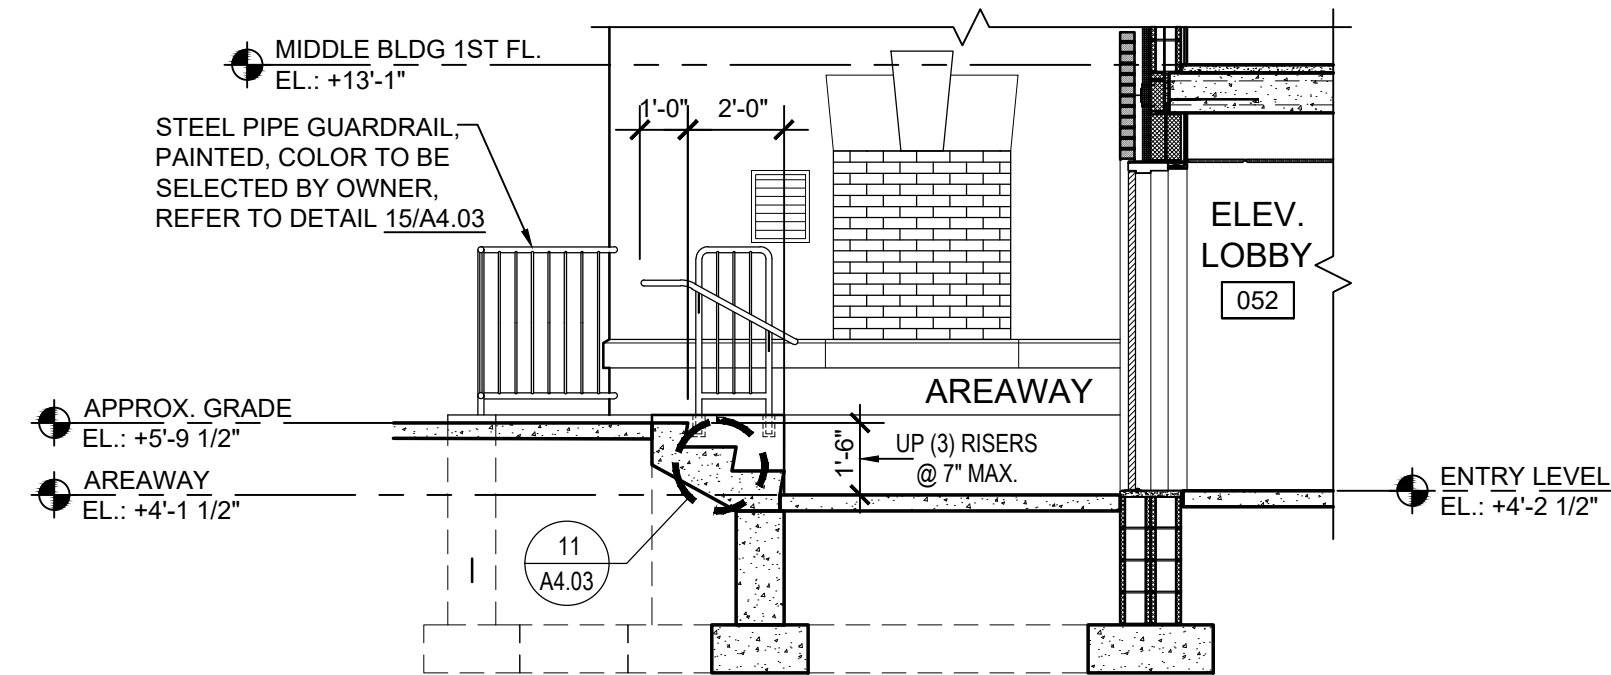 MIDDLE BLDG 1ST FL.
EL.: +13'-1"
1'-0"
2'-0"
STEEL PIPE GUARDRAIL,
PAINTED, COLOR TO BE
SELECTED BY OWNER,
REFER TO DETAIL 15/A4.03
ELEV.
LOBBY
052
AREAWAY
APPROX. GRADE
EL.: +5'-9 1/2"
1'-6"
UP (3) RISERS
@ 7" MAX.
AREAWAY
EL.: +4'-1 1/2"
ENTRY LEVEL
EL.: +4'-2 1/2"
11
A4.03